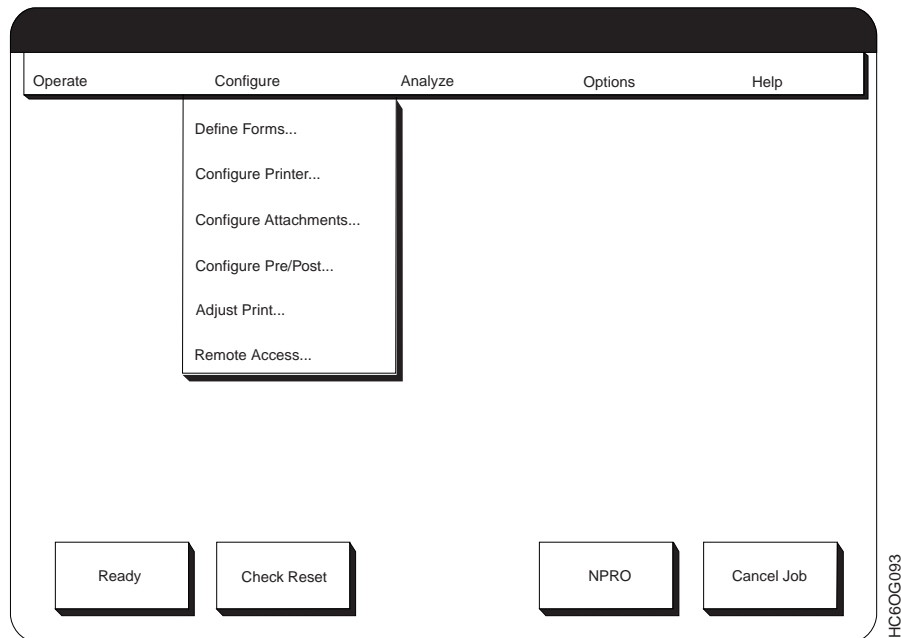 Operate Configure Analyze Options Help
Define Forms...
Configure Printer...
Configure Attachments...
Configure Pre/Post...
Adjust Print...
Remote Access...
Ready Check Reset NPRO Cancel Job
HC6OG093